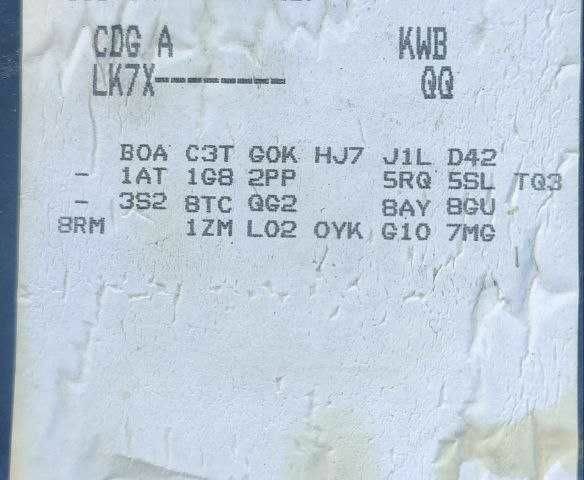 CDG A KWB
LK7X-------- QQ
BOA C3T GOK HJ7 J1L D42
- 1AT 1G8 2PP 5RQ 5SL TQ3
- 3S2 8TC QG2 8AY 8GU
8RM 1ZM L02 0YK G10 7MG